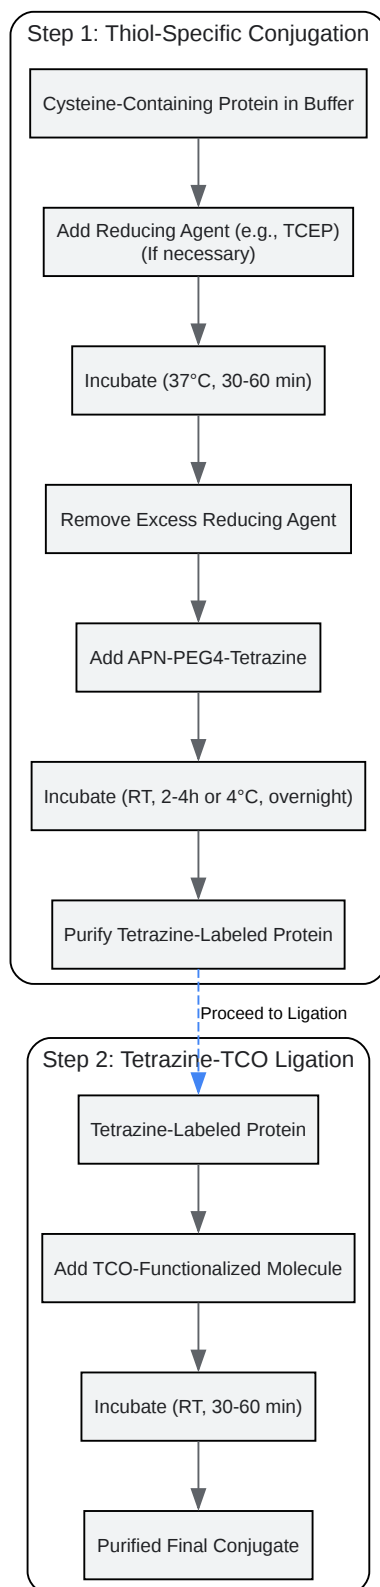 Step 1: Thiol-Specific Conjugation
Cysteine-Containing Protein in Buffer
Add Reducing Agent (e.g., TCEP)
(If necessary)
Incubate (37°C, 30-60 min)
Remove Excess Reducing Agent
Add APN-PEG4-Tetrazine
Incubate (RT, 2-4h or 4°C, overnight)
Purify Tetrazine-Labeled Protein
Proceed to Ligation
Step 2: Tetrazine-TCO Ligation
Tetrazine-Labeled Protein
Add TCO-Functionalized Molecule
Incubate (RT, 30-60 min)
Purified Final Conjugate